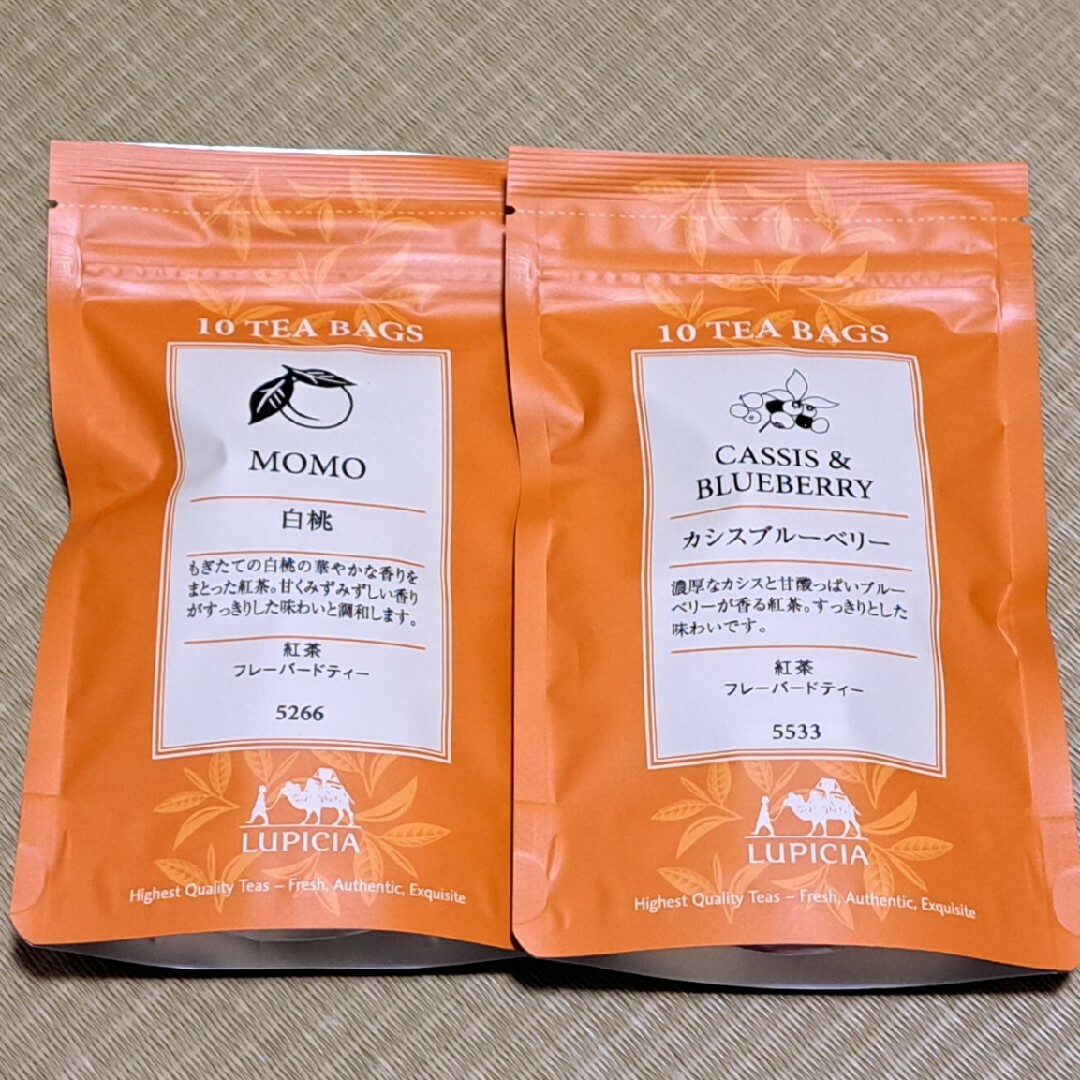 10 TEA BAGS
MOMO
白桃
もぎたての白桃の華やかな香りを
まとった紅茶。甘くみずみずしい香り
がすっきりした味わいと調和します。
紅茶
フレーバードティー
5266
LUPICIA
Highest Quality Teas – Fresh, Authentic, Exquisite
10 TEA BAGS
CASSIS &
BLUEBERRY
カシスブルーベリー
濃厚なカシスと甘酸っぱいブルー
ベリーが香る紅茶。すっきりとした
味わいです。
紅茶
フレーバードティー
5533
LUPICIA
Highest Quality Teas – Fresh, Authentic, Exquisite